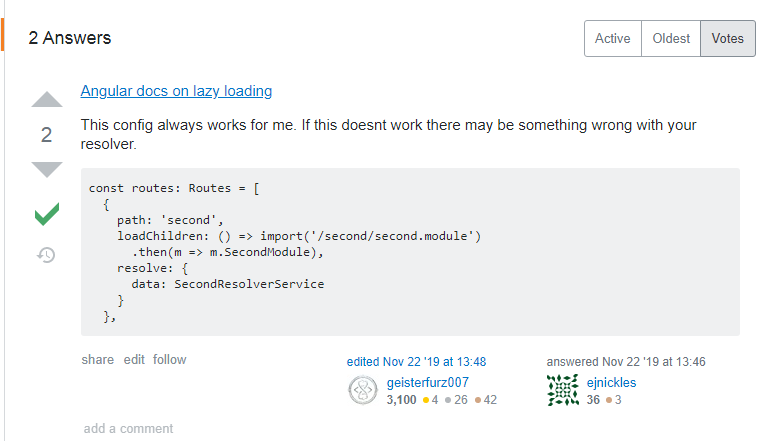 2 Answers
Active Oldest Votes
Angular docs on lazy loading
2
This config always works for me. If this doesnt work there may be something wrong with your
resolver.
const routes: Routes = [
  {
    path: 'second',
    loadChildren: () => import('/second/second.module')
      .then(m => m.SecondModule),
    resolve: {
      data: SecondResolverService
    }
  },
share edit follow
edited Nov 22 '19 at 13:48
geisterfurz007
3,100 ●4 ●26 ●42
answered Nov 22 '19 at 13:46
ejnickles
36 ●3
add a comment